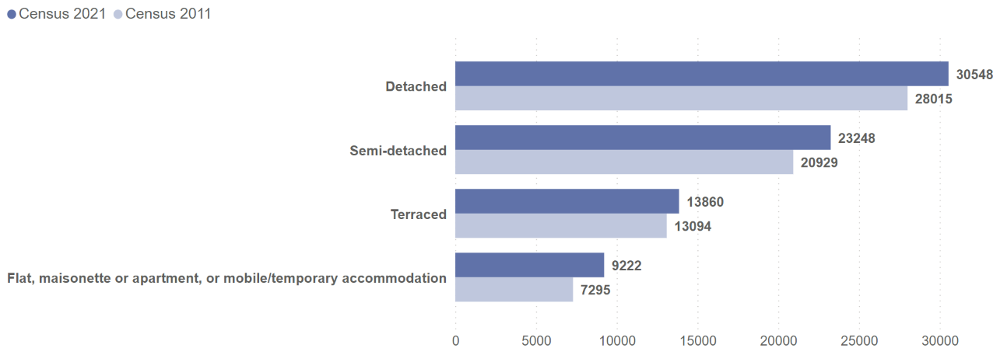 Census 2021 Census 2011
Detached
30548
28015
Semi-detached
23248
20929
Terraced
13860
13094
Flat, maisonette or apartment, or mobile/temporary accommodation
9222
7295
0 5000 10000 15000 20000 25000 30000